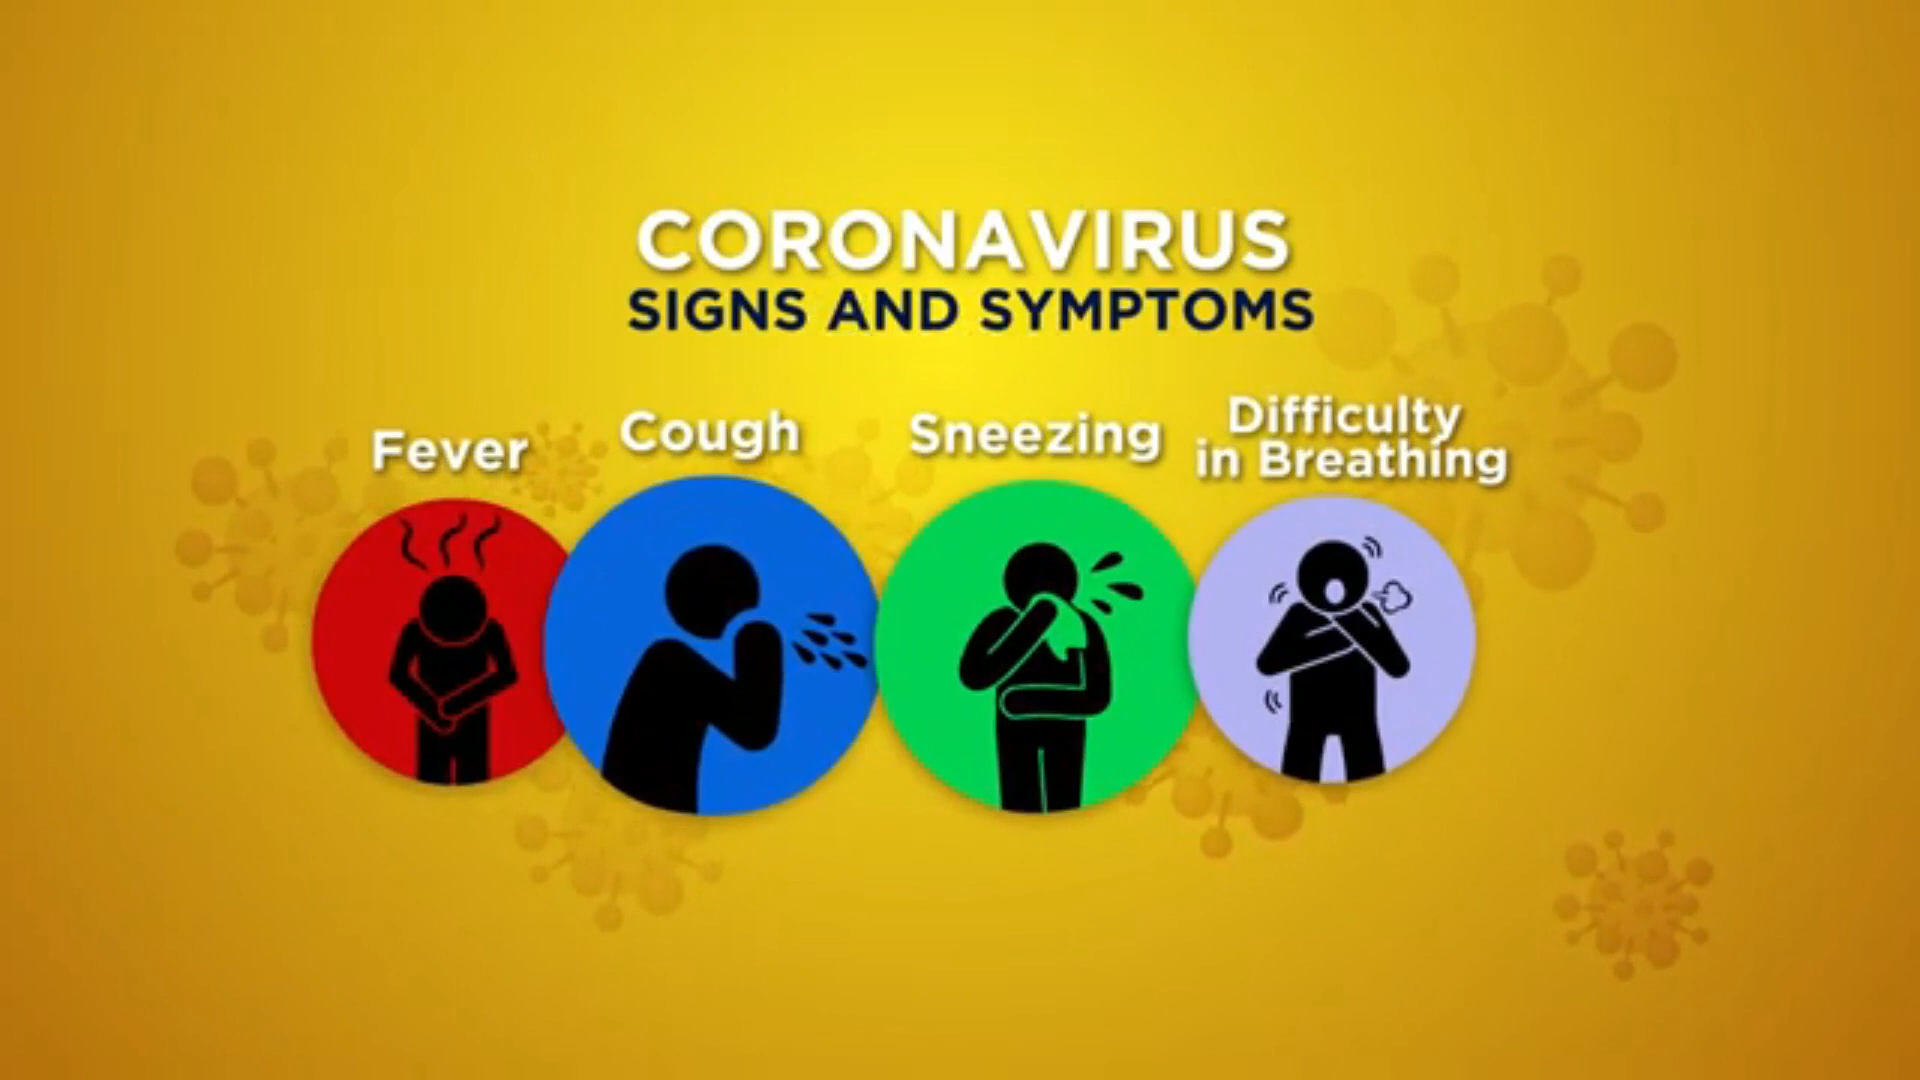 CORONAVIRUS
SIGNS AND SYMPTOMS
Fever
Cough
Sneezing
Difficulty
in Breathing